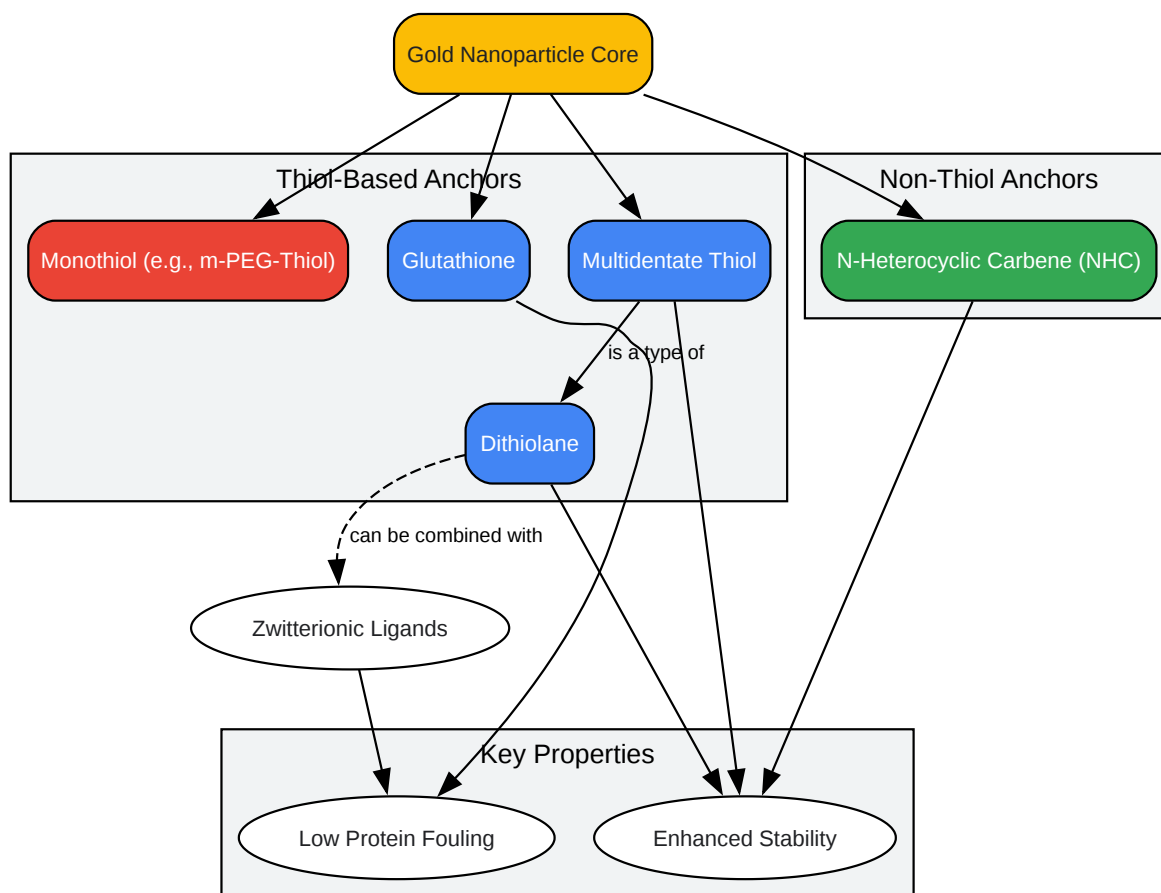 Gold Nanoparticle Core
Thiol-Based Anchors
Non-Thiol Anchors
Monothiol (e.g., m-PEG-Thiol)
Glutathione
Multidentate Thiol
N-Heterocyclic Carbene (NHC)
is a type of
Dithiolane
can be combined with
Zwitterionic Ligands
Key Properties
Low Protein Fouling
Enhanced Stability